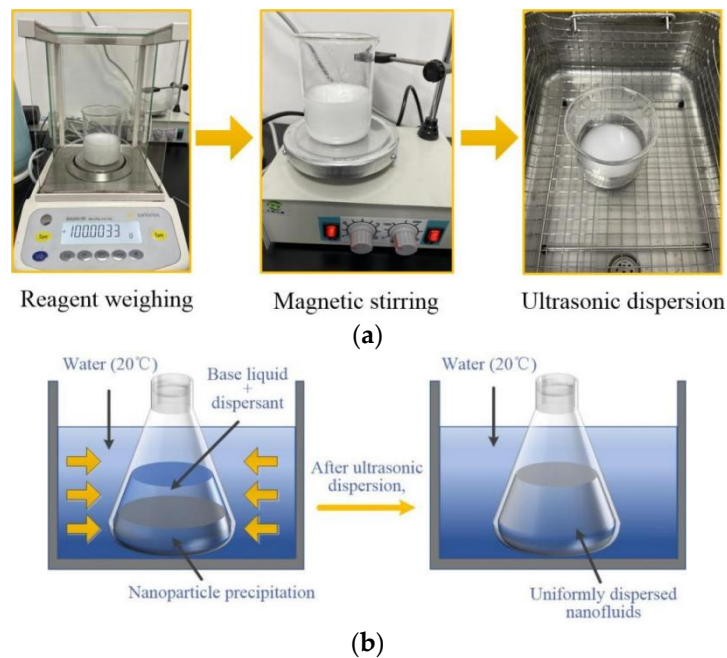 100.0033 g
Reagent weighing
Magnetic stirring
Ultrasonic dispersion
(a)
Water (20℃)
Base liquid
+
dispersant
After ultrasonic
dispersion,
Nanoparticle precipitation
Water (20℃)
Uniformly dispersed
nanofluids
(b)